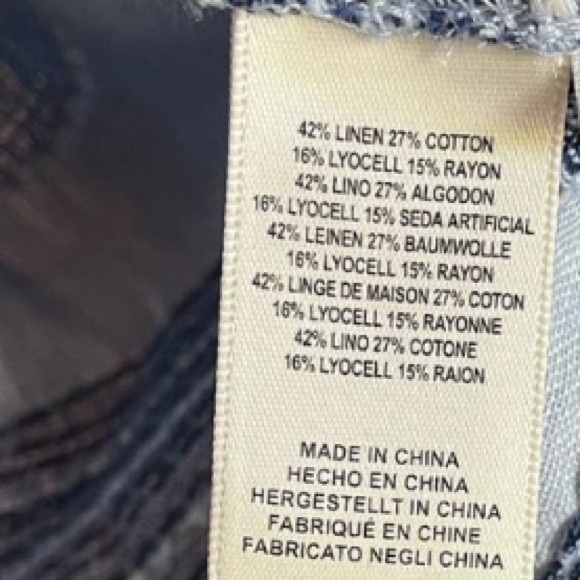 42% LINEN 27% COTTON
16% LYOCELL 15% RAYON
42% LINO 27% ALGODON
16% LYOCELL 15% SEDA ARTIFICIAL
42% LEINEN 27% BAUMWOLLE
16% LYOCELL 15% RAYON
42% LINGE DE MAISON 27% COTON
16% LYOCELL 15% RAYONNE
42% LINO 27% COTONE
16% LYOCELL 15% RAION
MADE IN CHINA
HECHO EN CHINA
HERGESTELLT IN CHINA
FABRIQUÉ EN CHINE
FABRICATO NEGLI CHINA